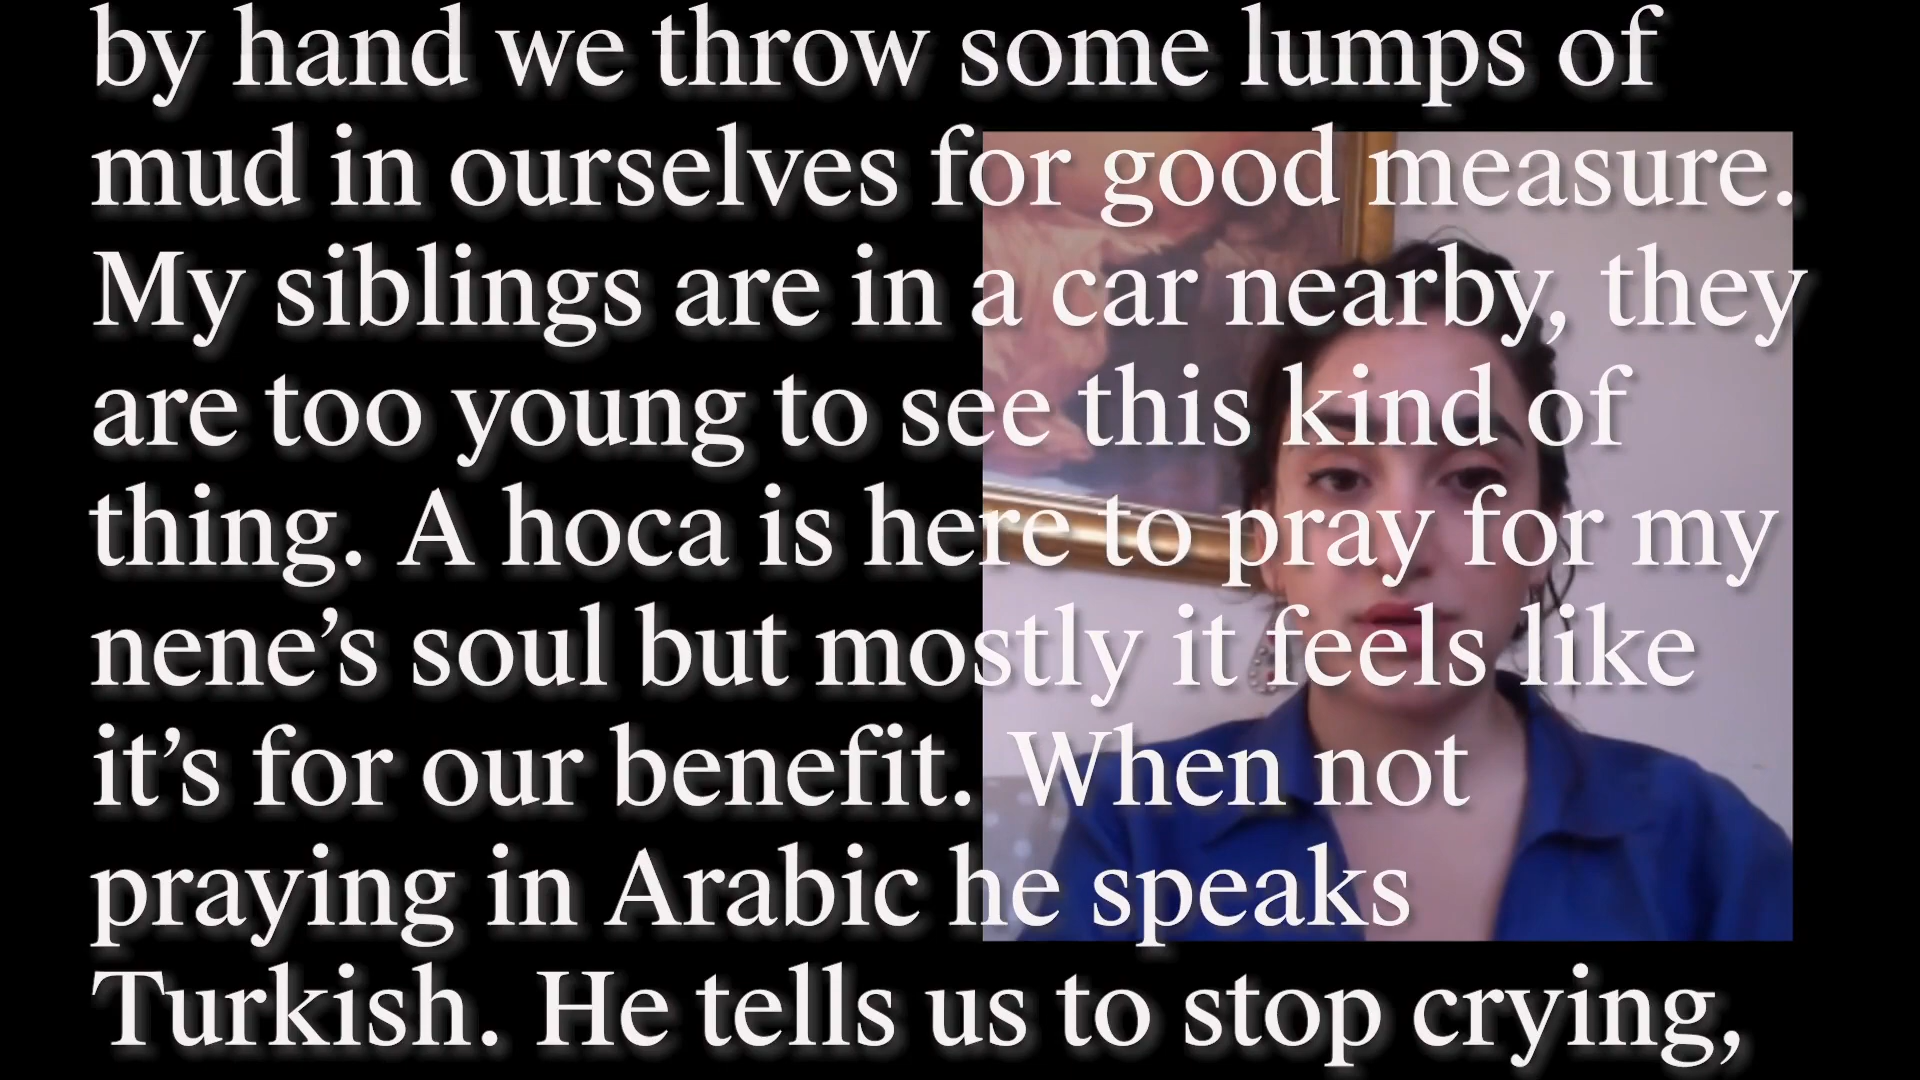 by hand we throw some lumps of
mud in ourselves for good measure.
My siblings are in a car nearby, they
are too young to see this kind of
thing. A hoca is here to pray for my
nene’s soul but mostly it feels like
it’s for our benefit. When not
praying in Arabic he speaks
Turkish. He tells us to stop crying,